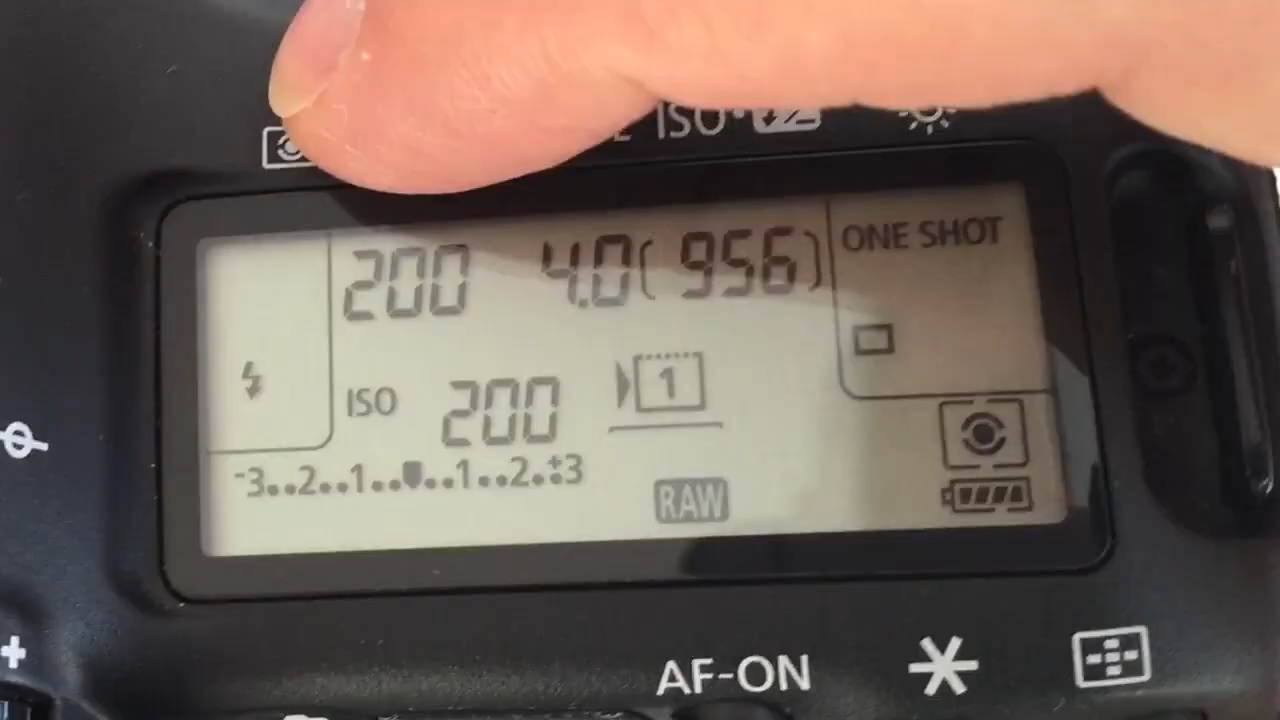 ISO
200 4.0( 956) ONE SHOT
1
ISO 200
-3..2..1.. ..1..2..+3
RAW
AF-ON